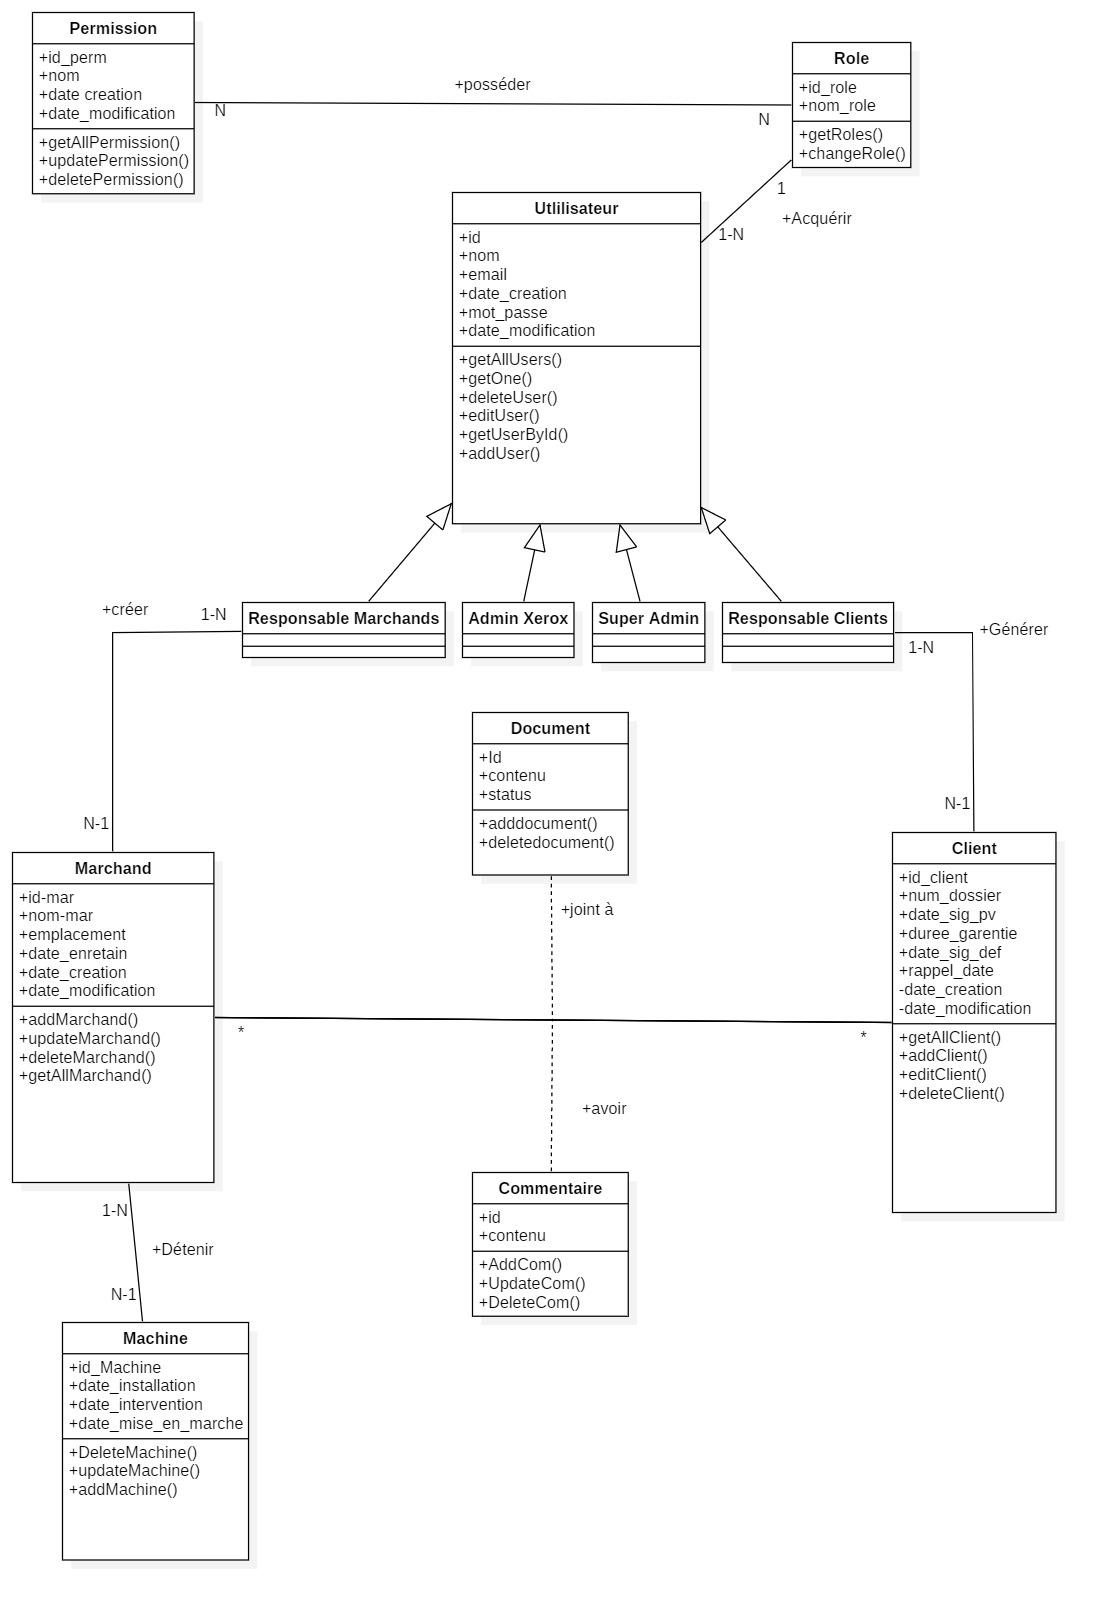 Permission
+id_perm
+nom
+date creation
+date_modification
+getAllPermission()
+updatePermission()
+deletePermission()
+posséder
N
N
Role
+id_role
+nom_role
+getRoles()
+changeRole()
1
+Acquérir
1-N
Utlilisateur
+id
+nom
+email
+date_creation
+mot_passe
+date_modification
+getAllUsers()
+getOne()
+deleteUser()
+editUser()
+getUserById()
+addUser()
+créer
1-N
Responsable Marchands
Admin Xerox
Super Admin
Responsable Clients
1-N
+Générer
N-1
N-1
Document
+Id
+contenu
+status
+adddocument()
+deletedocument()
+joint à
Marchand
+id-mar
+nom-mar
+emplacement
+date_enretain
+date_creation
+date_modification
+addMarchand()
+updateMarchand()
+deleteMarchand()
+getAllMarchand()
*
*
Client
+id_client
+num_dossier
+date_sig_pv
+duree_garentie
+date_sig_def
+rappel_date
-date_creation
-date_modification
+getAllClient()
+addClient()
+editClient()
+deleteClient()
+avoir
Commentaire
+id
+contenu
+AddCom()
+UpdateCom()
+DeleteCom()
1-N
+Détenir
N-1
Machine
+id_Machine
+date_installation
+date_intervention
+date_mise_en_marche
+DeleteMachine()
+updateMachine()
+addMachine()